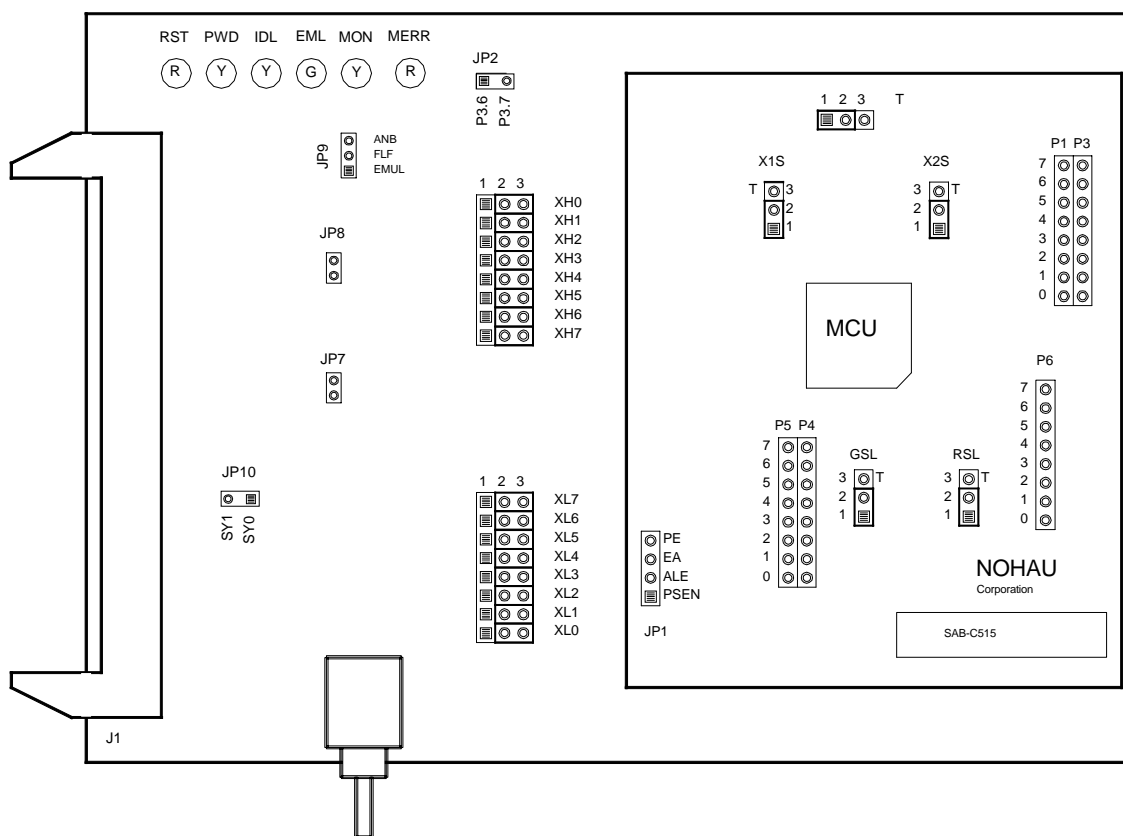 RST PWD IDL EML MON MERR
R Y Y G Y R
JP2
P3.6
P3.7
JP9
ANB
FLF
EMUL
1 2 3
XH0
XH1
XH2
XH3
XH4
XH5
XH6
XH7
JP8
JP7
JP10
SY1
SY0
1 2 3
XL7
XL6
XL5
XL4
XL3
XL2
XL1
XL0
J1
1 2 3 T
X1S
T 3
2
1
X2S
3 T
2
1
P1 P3
7
6
5
4
3
2
1
0
MCU
P6
7
6
5
4
3
2
1
0
P5 P4
7
6
5
4
3
2
1
0
GSL
3 T
2
1
RSL
3 T
2
1
PE
EA
ALE
PSEN
JP1
NOHAU
Corporation
SAB-C515